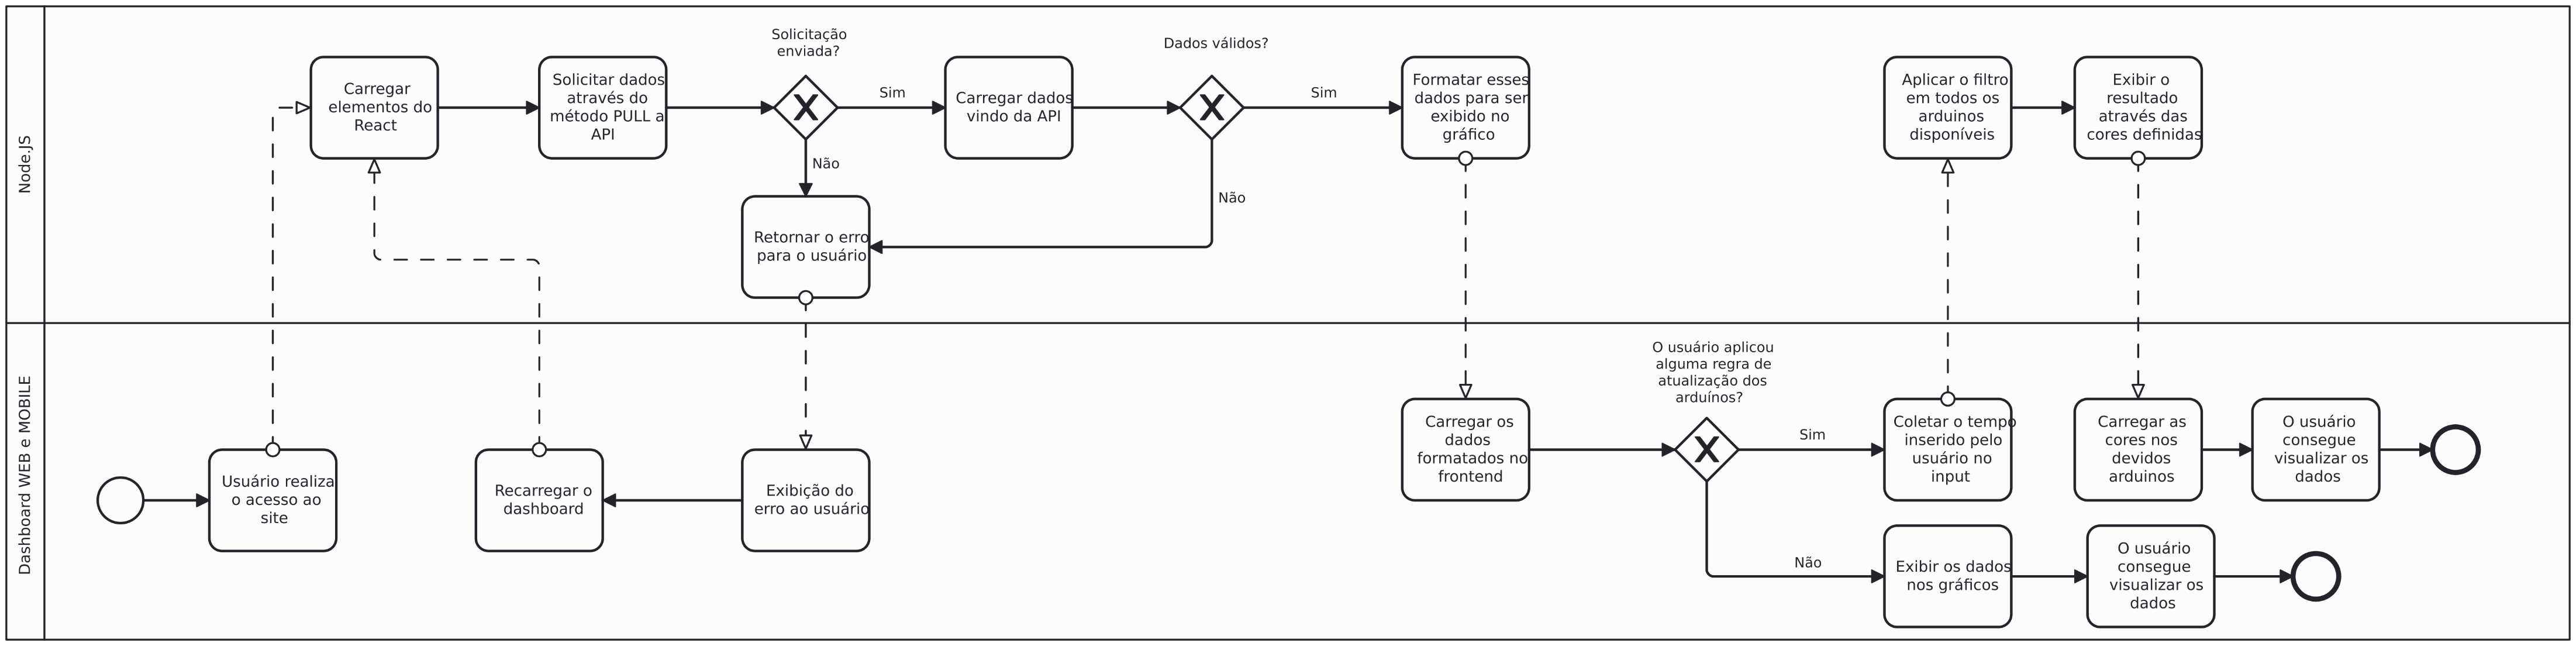 Node.JS
Carregar
elementos do
React
Solicitar dados
através do
método PULL a
API
Solicitação
enviada?
Sim
Não
Carregar dados
vindo da API
Dados válidos?
Sim
Não
Formatar esses
dados para ser
exibido no
gráfico
Aplicar o filtro
em todos os
arduinos
disponíveis
Exibir o
resultado
através das
cores definidas
Retornar o erro
para o usuário
Dashboard WEB e MOBILE
Usuário realiza
o acesso ao
site
Recarregar o
dashboard
Exibição do
erro ao usuário
Carregar os
dados
formatados no
frontend
O usuário aplicou
alguma regra de
atualização dos
arduínos?
Sim
Não
Coletar o tempo
inserido pelo
usuário no
input
Carregar as
cores nos
devidos
arduinos
O usuário
consegue
visualizar os
dados
Exibir os dados
nos gráficos
O usuário
consegue
visualizar os
dados